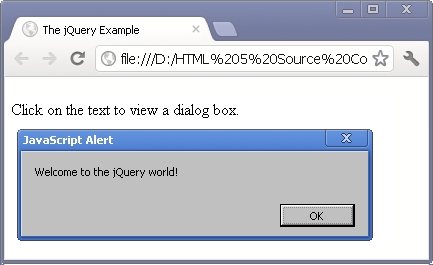 The jQuery Example
file:///D:/HTML%205%20Source%20Co
Click on the text to view a dialog box.
JavaScript Alert
Welcome to the jQuery world!
OK